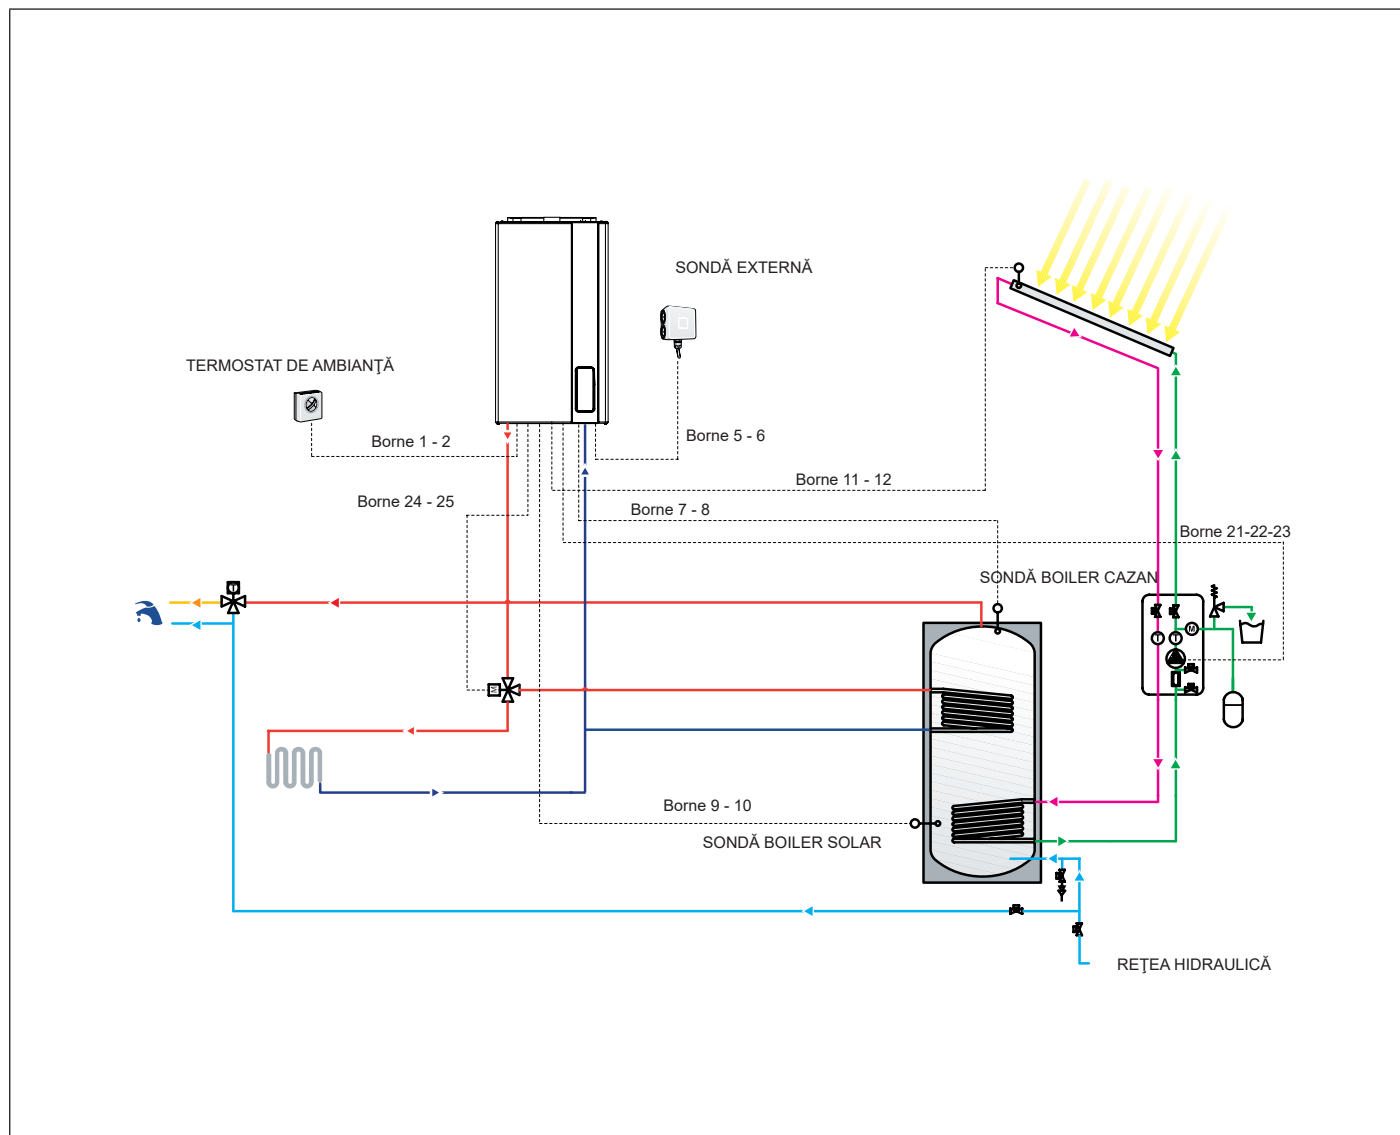 SONDĂ EXTERNĂ
TERMOSTAT DE AMBIANŢĂ
Borne 5 - 6
Borne 1 - 2
Borne 11 - 12
Borne 24 - 25
Borne 7 - 8
Borne 21-22-23
SONDĂ BOILER CAZAN
M
T
T
M
Borne 9 - 10
SONDĂ BOILER SOLAR
REŢEA HIDRAULICĂ